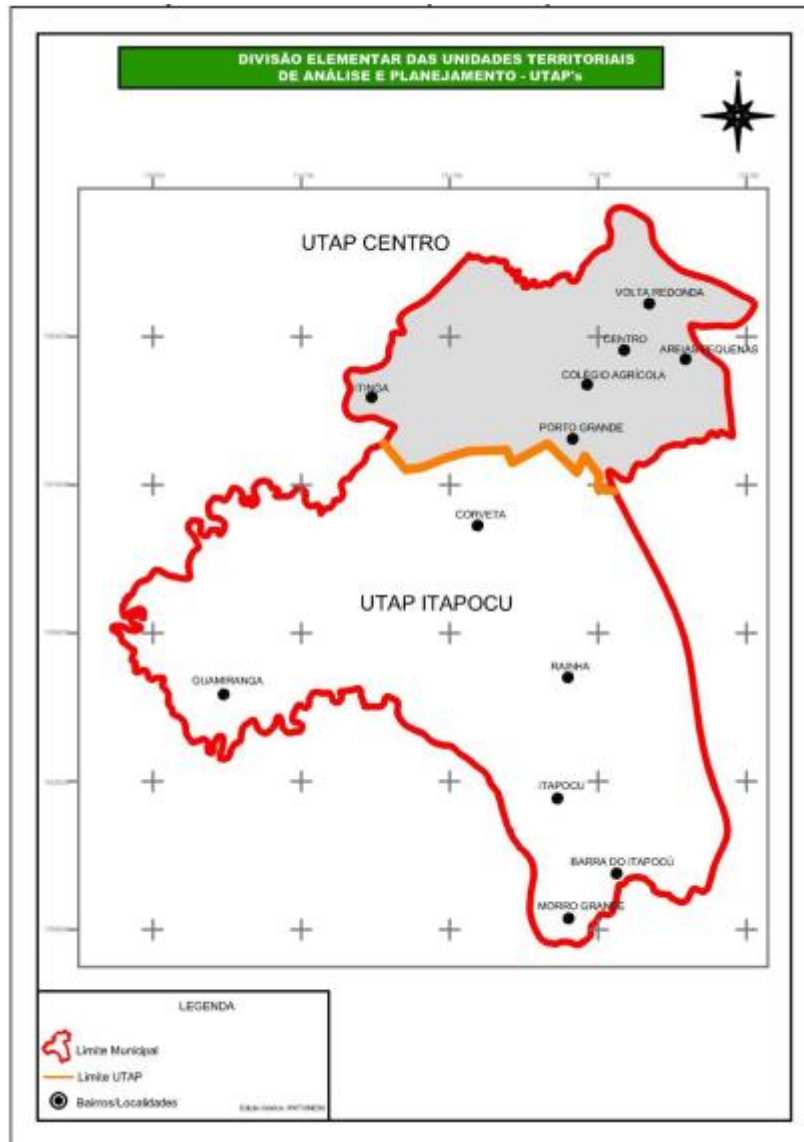 DIVISÃO ELEMENTAR DAS UNIDADES TERRITORIAIS
DE ANÁLISE E PLANEJAMENTO - UTAP's
N
UTAP CENTRO
VOLTA REDONDA
CENTRO
AREIAS PEQUENAS
COLÉGIO AGRÍCOLA
ITINGA
PORTO GRANDE
CORVETA
UTAP ITAPOCU
RAINHA
GUAMIRANGA
ITAPOCU
BARRA DO ITAPOCÚ
MORRO GRANDE
LEGENDA
Limite Municipal
Limite UTAP
Bairros/Localidades